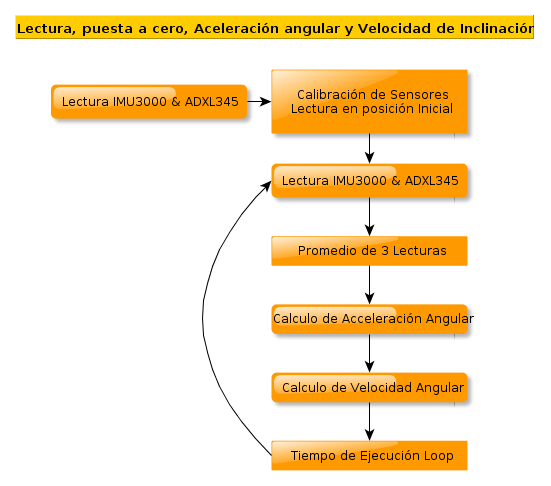 Lectura, puesta a cero, Aceleración angular y Velocidad de Inclinación
Lectura IMU3000 & ADXL345
Calibración de Sensores
Lectura en posición Inicial
Lectura IMU3000 & ADXL345
Promedio de 3 Lecturas
Calculo de Acceleración Angular
Calculo de Velocidad Angular
Tiempo de Ejecución Loop